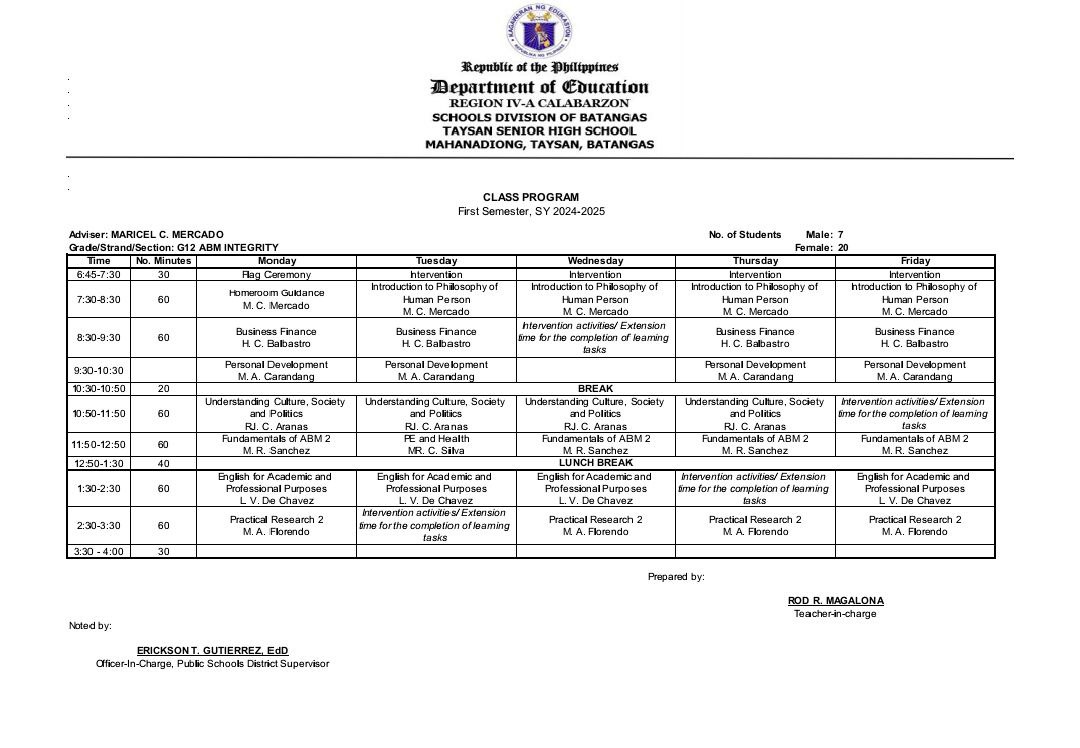 KAGAWARAN NG EDUKASYON
REPUBLIKA NG PILIPINAS
Republic of the Philippines
Department of Education
REGION IV-A CALABARZON
SCHOOLS DIVISION OF BATANGAS
TAYSAN SENIOR HIGH SCHOOL
MAHANADIONG, TAYSAN, BATANGAS
CLASS PROGRAM
First Semester, SY 2024-2025
Adviser: MARICEL C. MERCADO No. of Students Male: 7
Grade/Strand/Section: G12 ABM INTEGRITY Female: 20
Time No. Minutes Monday Tuesday Wednesday Thursday Friday
6:45-7:30 30 Flag Ceremony Intervention Intervention Intervention Intervention
7:30-8:30 60
Homeroom Guidance
M. C. Mercado
Introduction to Philosophy of
Human Person
M. C. Mercado
Introduction to Philosophy of
Human Person
M. C. Mercado
Introduction to Philosophy of
Human Person
M. C. Mercado
Introduction to Philosophy of
Human Person
M. C. Mercado
8:30-9:30 60
Business Finance
H. C. Balbastro
Business Finance
H. C. Balbastro
Intervention activities/ Extension
time for the completion of learning
tasks
Business Finance
H. C. Balbastro
Business Finance
H. C. Balbastro
9:30-10:30
Personal Development
M. A. Carandang
Personal Development
M. A. Carandang
Personal Development
M. A. Carandang
Personal Development
M. A. Carandang
10:30-10:50 20 BREAK
10:50-11:50 60
Understanding Culture, Society
and Politics
RJ. C. Aranas
Understanding Culture, Society
and Politics
RJ. C. Aranas
Understanding Culture, Society
and Politics
RJ. C. Aranas
Understanding Culture, Society
and Politics
RJ. C. Aranas
Intervention activities/ Extension
time for the completion of learning
tasks
11:50-12:50 60
Fundamentals of ABM 2
M. R. Sanchez
PE and Health
MR. C. Silva
Fundamentals of ABM 2
M. R. Sanchez
Fundamentals of ABM 2
M. R. Sanchez
Fundamentals of ABM 2
M. R. Sanchez
12:50-1:30 40 LUNCH BREAK
1:30-2:30 60
English for Academic and
Professional Purposes
L. V. De Chavez
English for Academic and
Professional Purposes
L. V. De Chavez
English for Academic and
Professional Purposes
L. V. De Chavez
Intervention activities/ Extension
time for the completion of learning
tasks
English for Academic and
Professional Purposes
L. V. De Chavez
2:30-3:30 60
Practical Research 2
M. A. Florendo
Intervention activities/ Extension
time for the completion of learning
tasks
Practical Research 2
M. A. Florendo
Practical Research 2
M. A. Florendo
Practical Research 2
M. A. Florendo
3:30 - 4:00 30
Prepared by:
ROD R. MAGALONA
Teacher-in-charge
Noted by:
ERICKSON T. GUTIERREZ, EdD
Officer-In-Charge, Public Schools District Supervisor